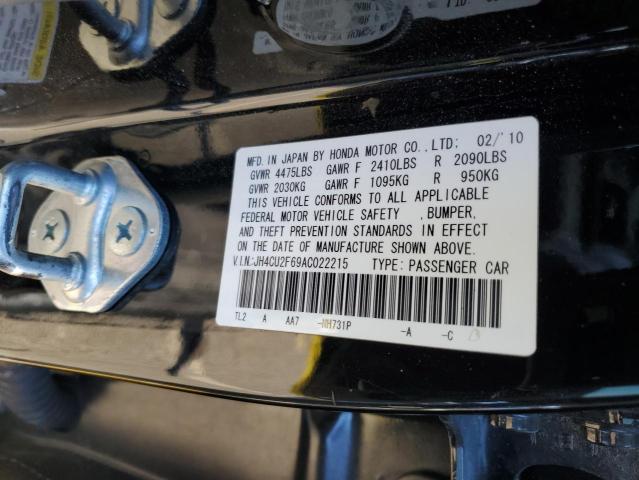 MFD. IN JAPAN BY HONDA MOTOR CO.,LTD: 02/'10
GVWR 4475LBS GAWR F 2410LBS R 2090LBS
GVWR 2030KG GAWR F 1095KG R 950KG
THIS VEHICLE CONFORMS TO ALL APPLICABLE
FEDERAL MOTOR VEHICLE SAFETY ,BUMPER,
AND THEFT PREVENTION STANDARDS IN EFFECT
ON THE DATE OF MANUFACTURE SHOWN ABOVE.
V.I.N.:JH4CU2F69AC022215 TYPE: PASSENGER CAR
TL2 A AA7 -NH731P -A -C